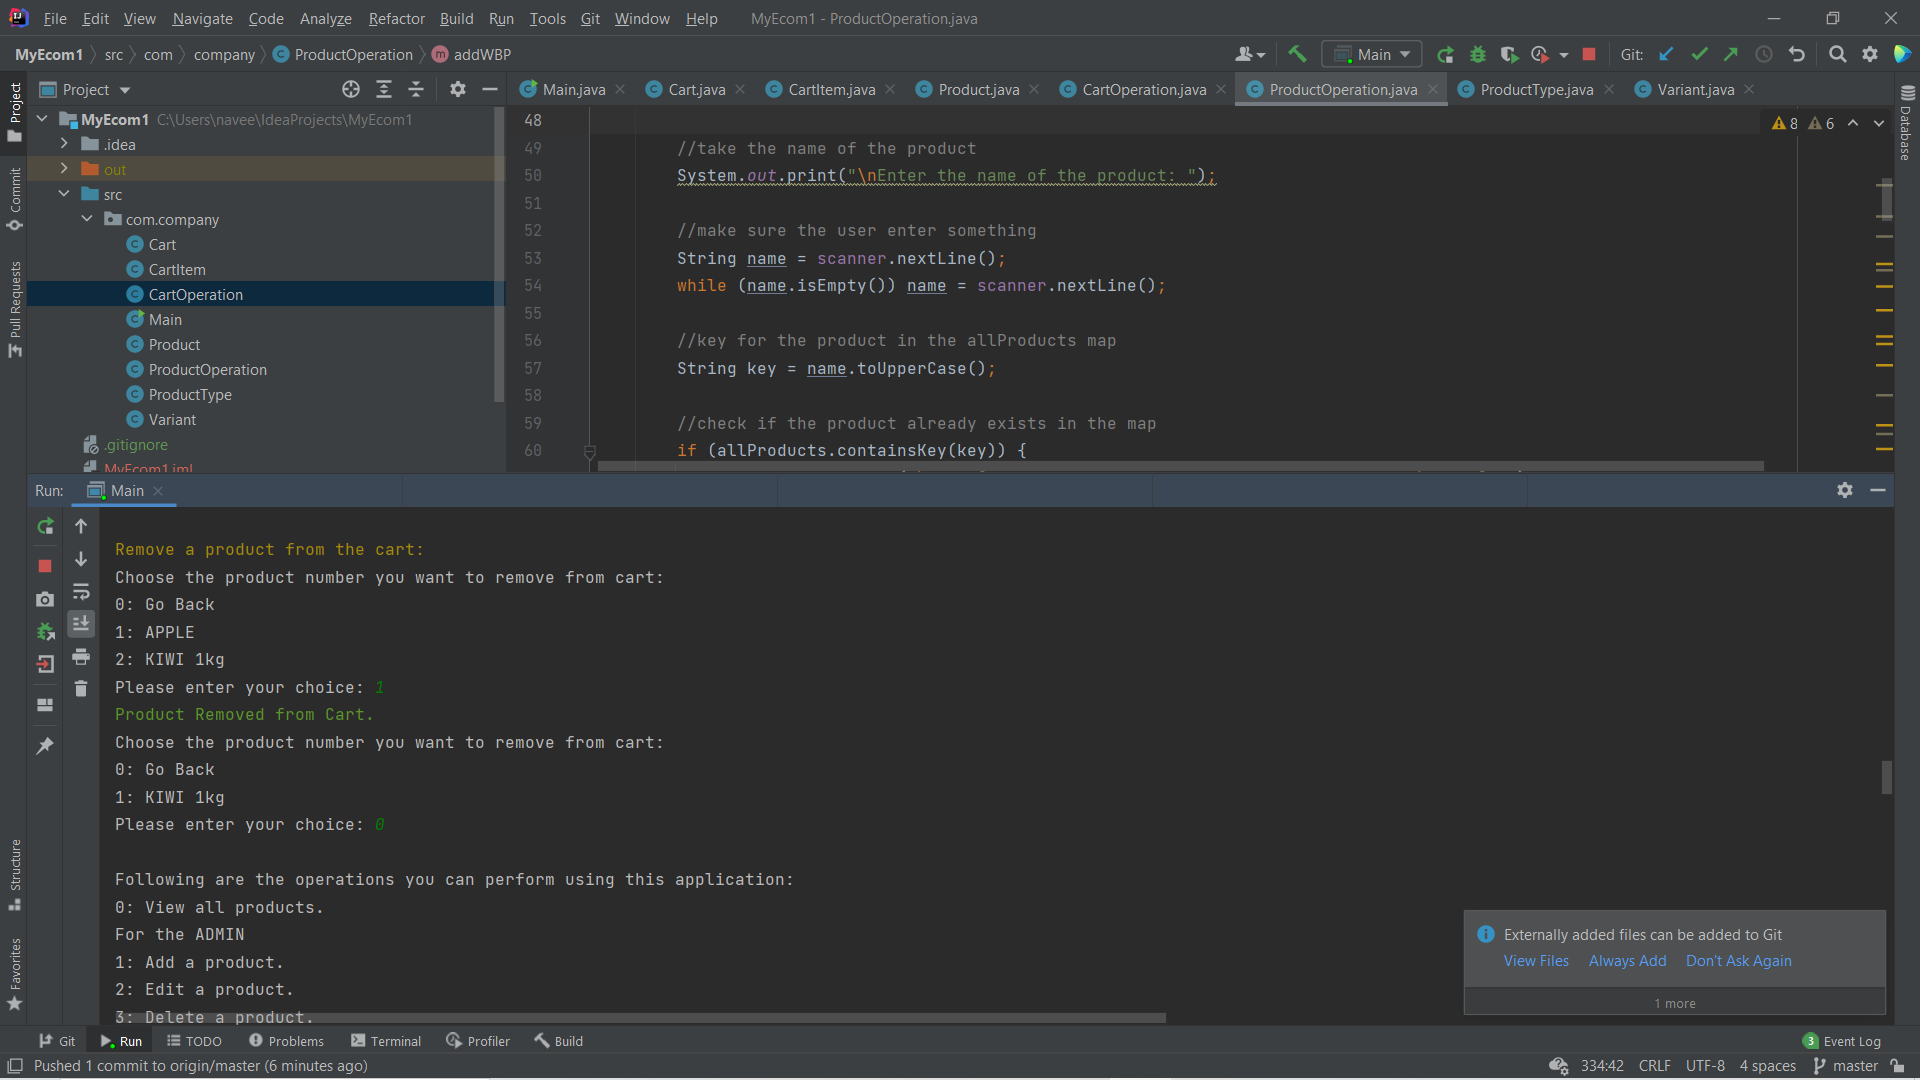 File Edit View Navigate Code Analyze Refactor Build Run Tools Git Window Help MyEcom1 - ProductOperation.java
MyEcom1 src com company ProductOperation m addWBP Main Git:
Project
Commit
Pull Requests
Structure
Favorites
Project
MyEcom1 C:\Users\navee\IdeaProjects\MyEcom1
.idea
out
src
com.company
C Cart
C CartItem
C CartOperation
C Main
C Product
C ProductOperation
C ProductType
C Variant
.gitignore
MyEcom1.iml
Main.java Cart.java CartItem.java Product.java CartOperation.java ProductOperation.java ProductType.java Variant.java
8 6
48
49 //take the name of the product
50 System.out.print("\nEnter the name of the product: ");
51
52 //make sure the user enter something
53 String name = scanner.nextLine();
54 while (name.isEmpty()) name = scanner.nextLine();
55
56 //key for the product in the allProducts map
57 String key = name.toUpperCase();
58
59 //check if the product already exists in the map
60 if (allProducts.containsKey(key)) {
Database
Run: Main
Remove a product from the cart:
Choose the product number you want to remove from cart:
0: Go Back
1: APPLE
2: KIWI 1kg
Please enter your choice: 1
Product Removed from Cart.
Choose the product number you want to remove from cart:
0: Go Back
1: KIWI 1kg
Please enter your choice: 0
Following are the operations you can perform using this application:
0: View all products.
For the ADMIN
1: Add a product.
2: Edit a product.
3: Delete a product.
Externally added files can be added to Git
View Files Always Add Don't Ask Again
1 more
Git Run TODO Problems Terminal Profiler Build 3 Event Log
Pushed 1 commit to origin/master (6 minutes ago) 334:42 CRLF UTF-8 4 spaces master